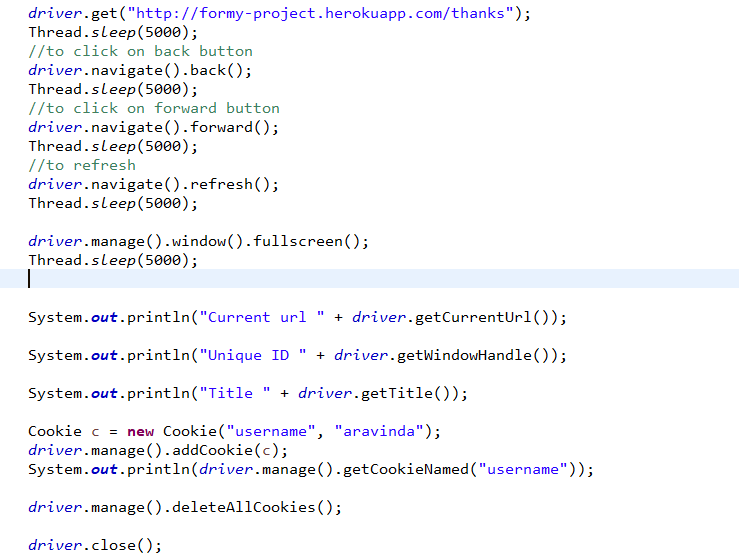 driver.get("http://formy-project.herokuapp.com/thanks");
Thread.sleep(5000);
//to click on back button
driver.navigate().back();
Thread.sleep(5000);
//to click on forward button
driver.navigate().forward();
Thread.sleep(5000);
//to refresh
driver.navigate().refresh();
Thread.sleep(5000);
driver.manage().window().fullscreen();
Thread.sleep(5000);
System.out.println("Current url " + driver.getCurrentUrl());
System.out.println("Unique ID " + driver.getWindowHandle());
System.out.println("Title " + driver.getTitle());
Cookie c = new Cookie("username", "aravinda");
driver.manage().addCookie(c);
System.out.println(driver.manage().getCookieNamed("username"));
driver.manage().deleteAllCookies();
driver.close();